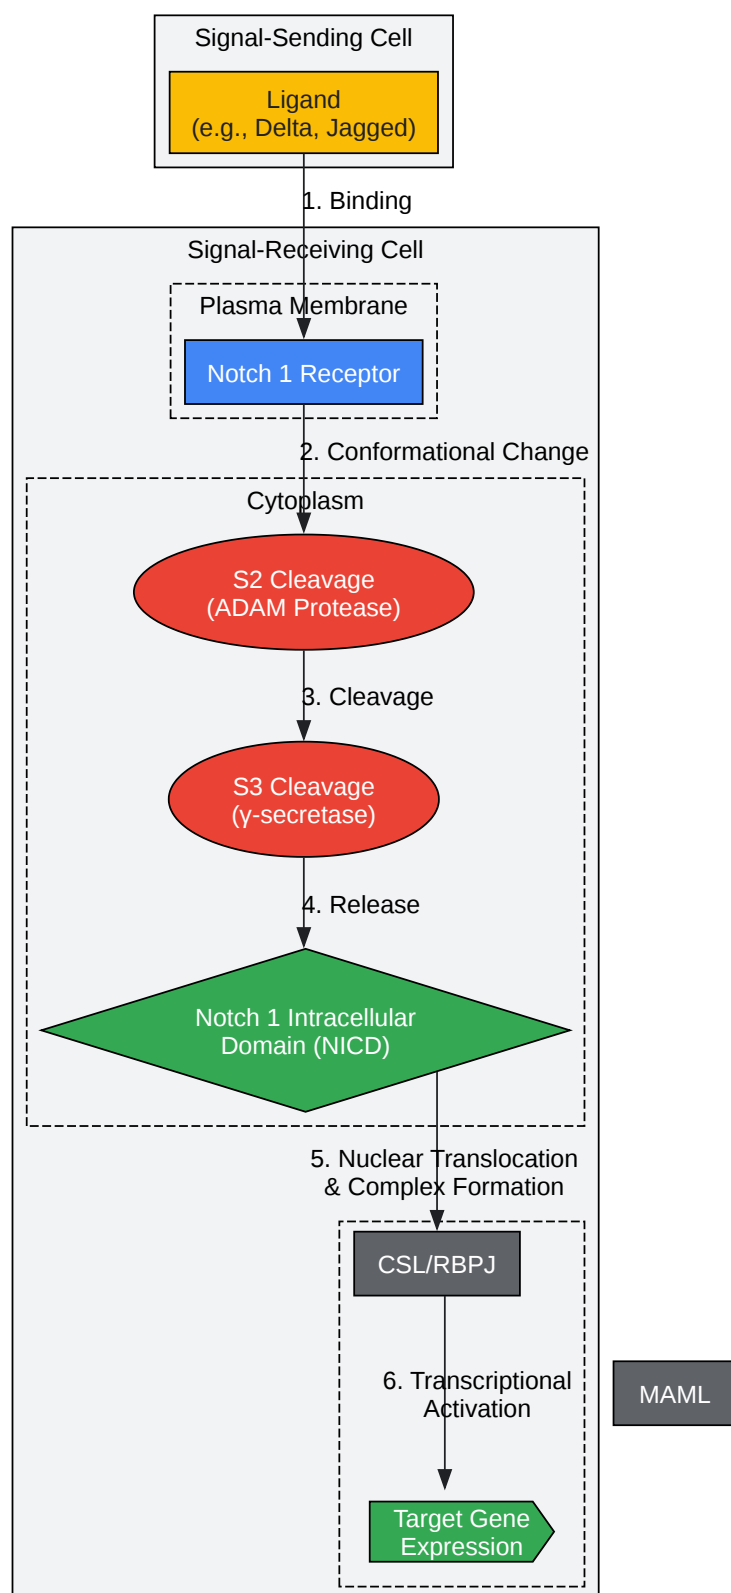 Signal-Sending Cell
Ligand
(e.g., Delta, Jagged)
1. Binding
Signal-Receiving Cell
Plasma Membrane
Notch 1 Receptor
2. Conformational Change
Cytoplasm
S2 Cleavage
(ADAM Protease)
3. Cleavage
S3 Cleavage
(γ-secretase)
4. Release
Notch 1 Intracellular
Domain (NICD)
5. Nuclear Translocation
& Complex Formation
CSL/RBPJ
6. Transcriptional
Activation
MAML
Target Gene
Expression